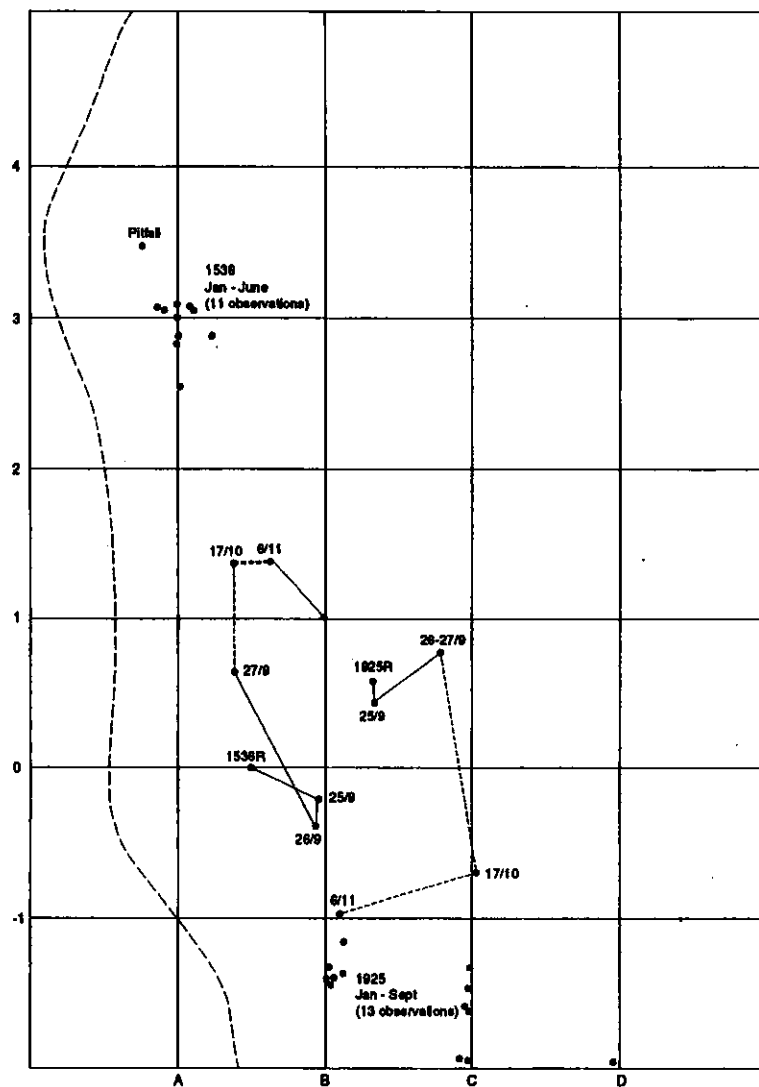 4
Pitfall
1538
Jan - June
(11 observations)
3
2
17/10
6/11
1
26-27/9
1925R
27/9
25/9
1536R
0
25/9
26/9
17/10
6/11
-1
1925
Jan - Sept
(13 observations)
A
B
C
D